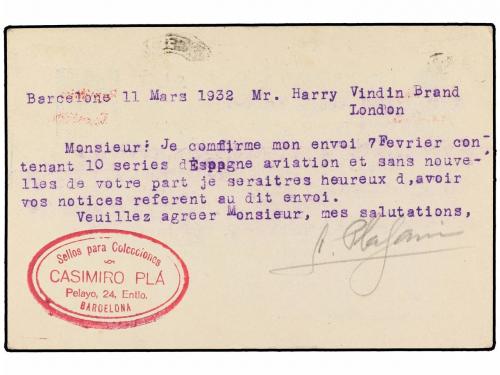 Barcelone 11 Mars 1932 Mr. Harry Vindin Brand
London
Monsieur: Je comfirme mon envoi 7Fevrier con-
tenant 10 series d'Espagne aviation et sans nouve-
lles de votre part je seraitres heureux d,avoir
vos notices referent au dit envoi.
Veuillez agreer Monsieur, mes salutations,
Sellos para Colecciones
CASIMIRO PLÁ
Pelayo, 24, Entlo.
BARCELONA